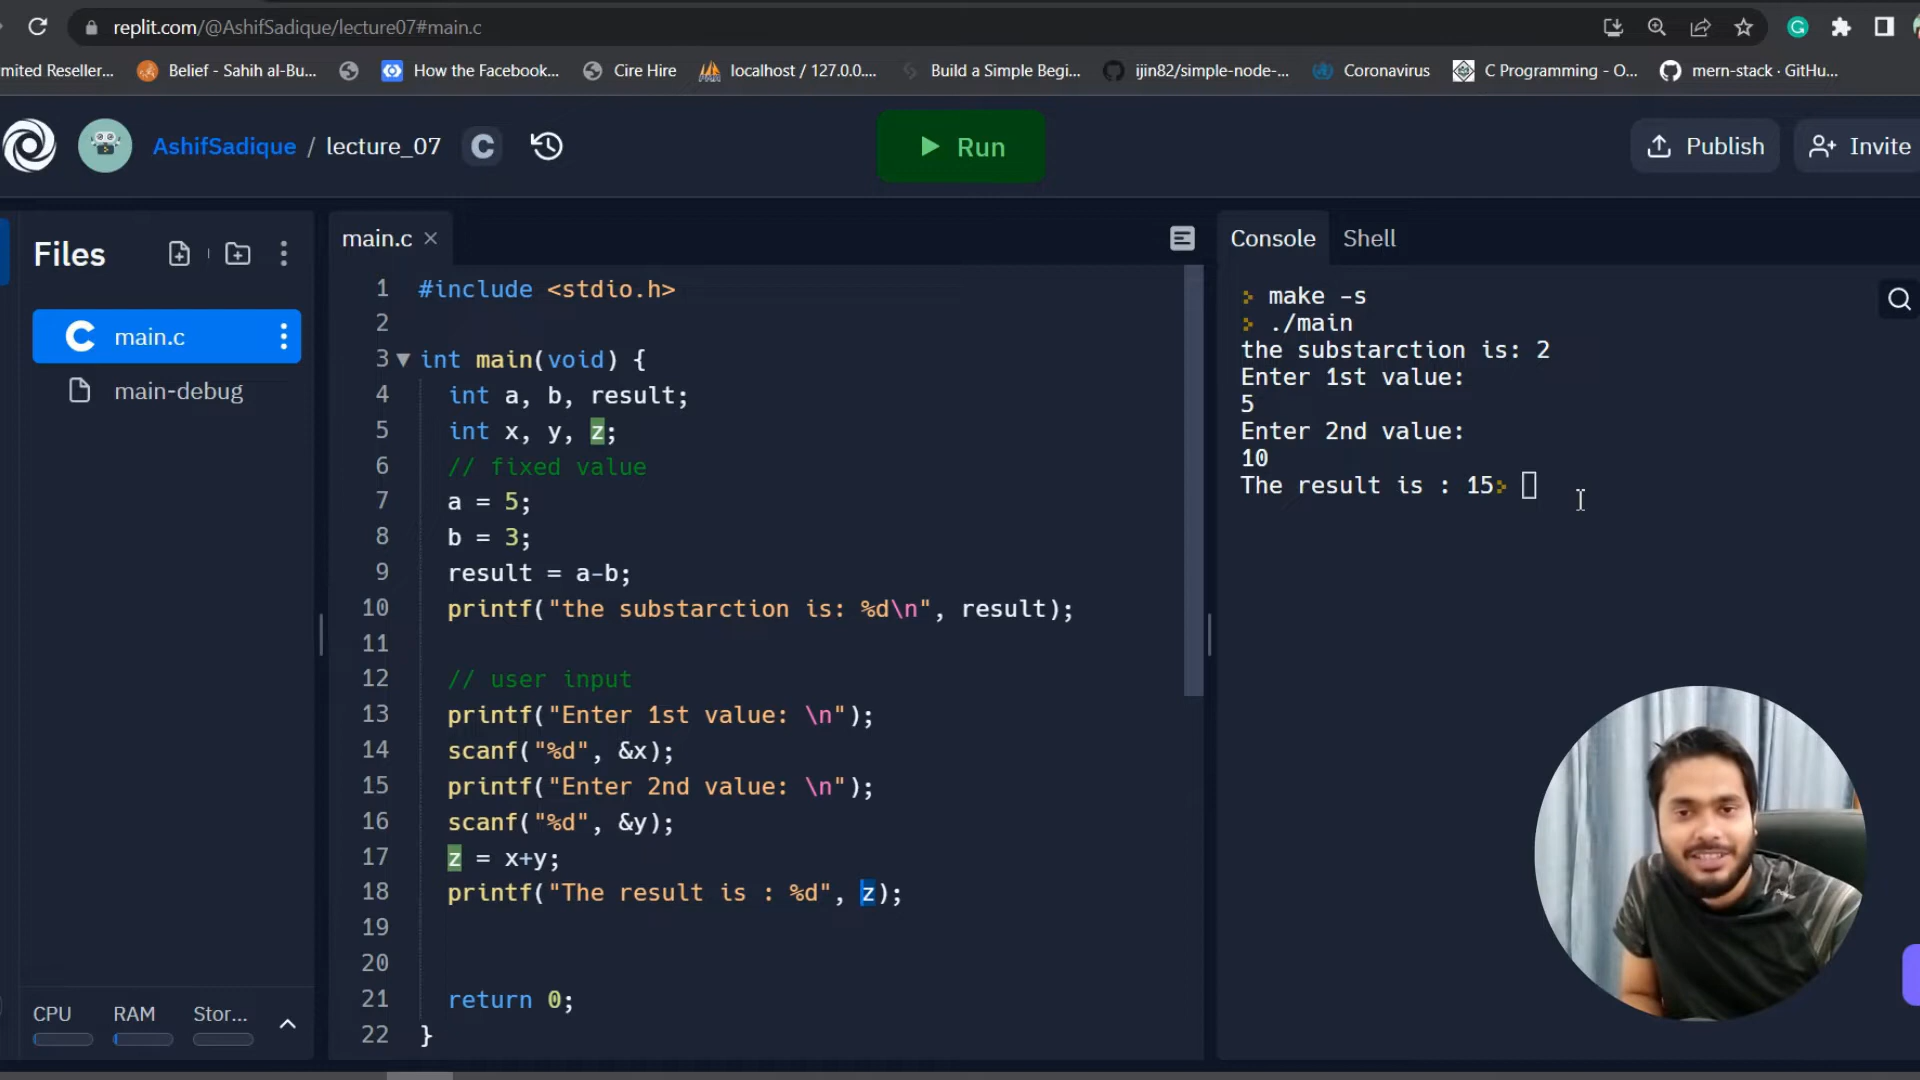 replit.com/@AshifSadique/lecture07#main.c
mited Reseller... Belief - Sahih al-Bu... How the Facebook... Cire Hire localhost / 127.0.0.... Build a Simple Begi... ijin82/simple-node-... Coronavirus C Programming - O... mern-stack · GitHu...
AshifSadique / lecture_07 C Run Publish Invite
Files main.c Console Shell
main.c
main-debug
1 #include <stdio.h>
2
3 int main(void) {
4 int a, b, result;
5 int x, y, z;
6 // fixed value
7 a = 5;
8 b = 3;
9 result = a-b;
10 printf("the substarction is: %d\n", result);
11
12 // user input
13 printf("Enter 1st value: \n");
14 scanf("%d", &x);
15 printf("Enter 2nd value: \n");
16 scanf("%d", &y);
17 z = x+y;
18 printf("The result is : %d", z);
19
20
21 return 0;
22 }
make -s
./main
the substarction is: 2
Enter 1st value:
5
Enter 2nd value:
10
The result is : 15
CPU RAM Stor...